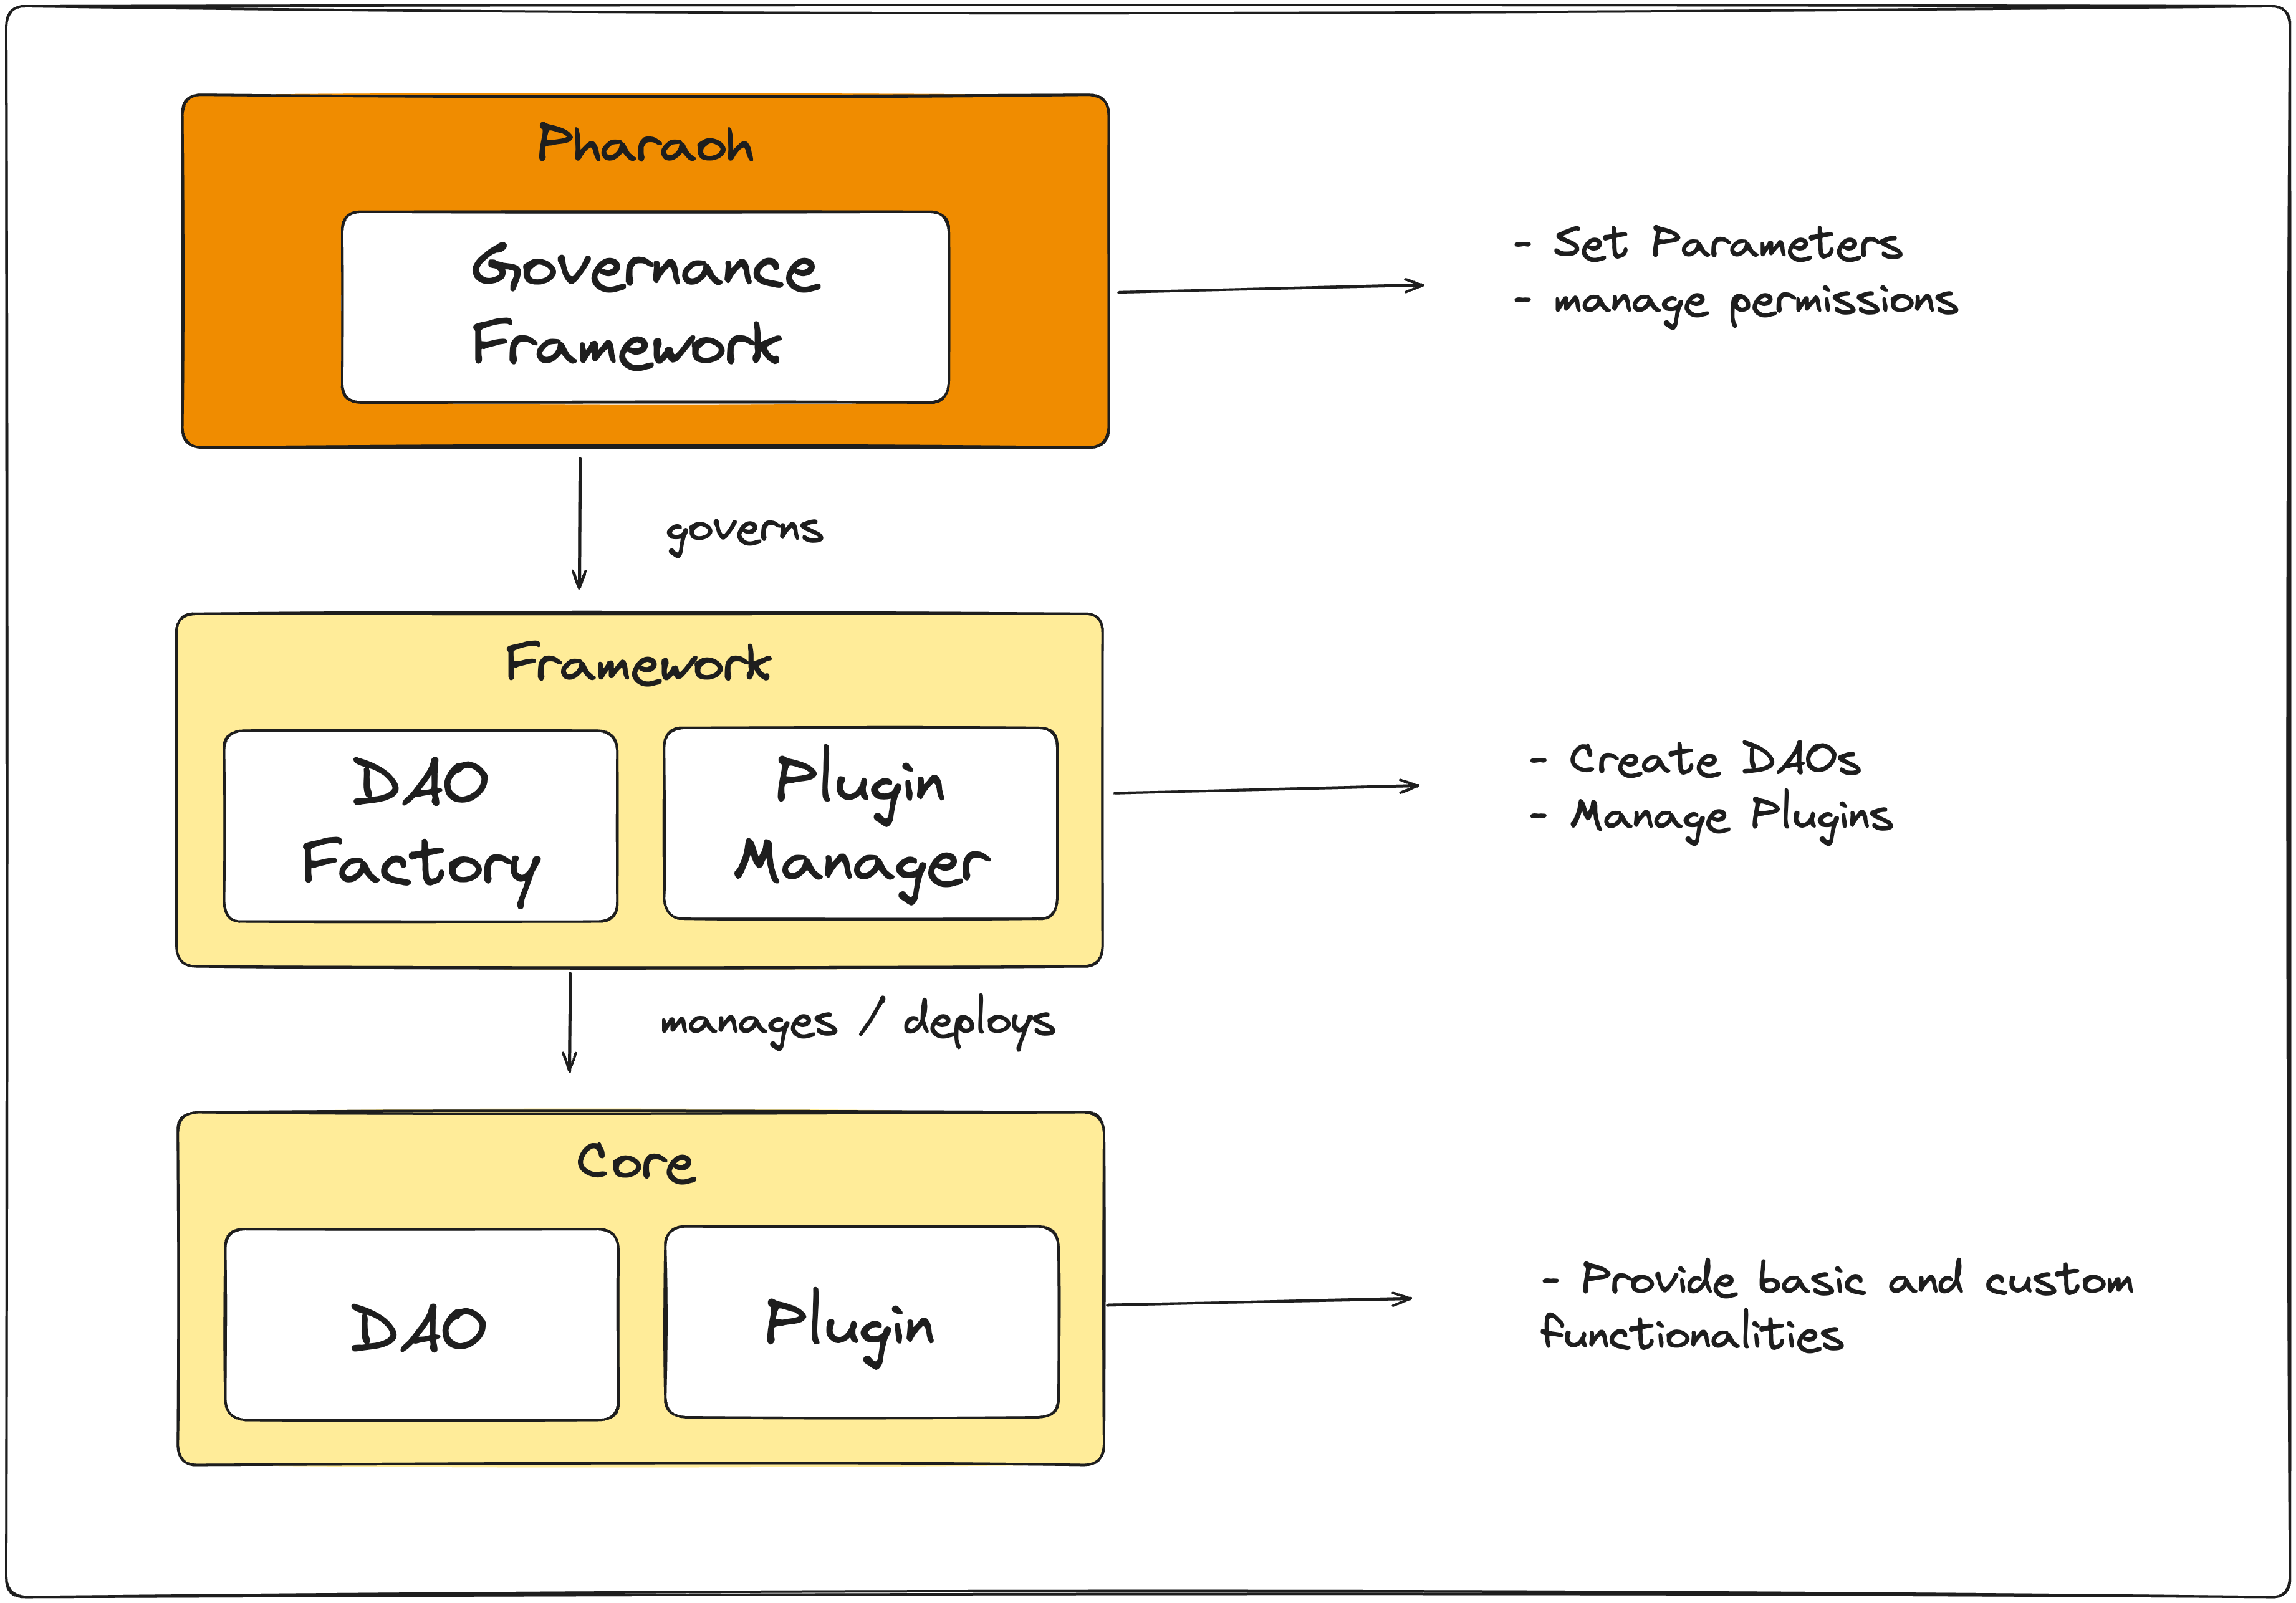 Pharaoh
Governance
Framework
- Set Parameters
- manage permissions
governs
Framework
DAO
Factory
Plugin
Manager
- Create DAOs
- Manage Plugins
manages / deploys
Core
DAO
Plugin
- Provide basic and custom
functionalities